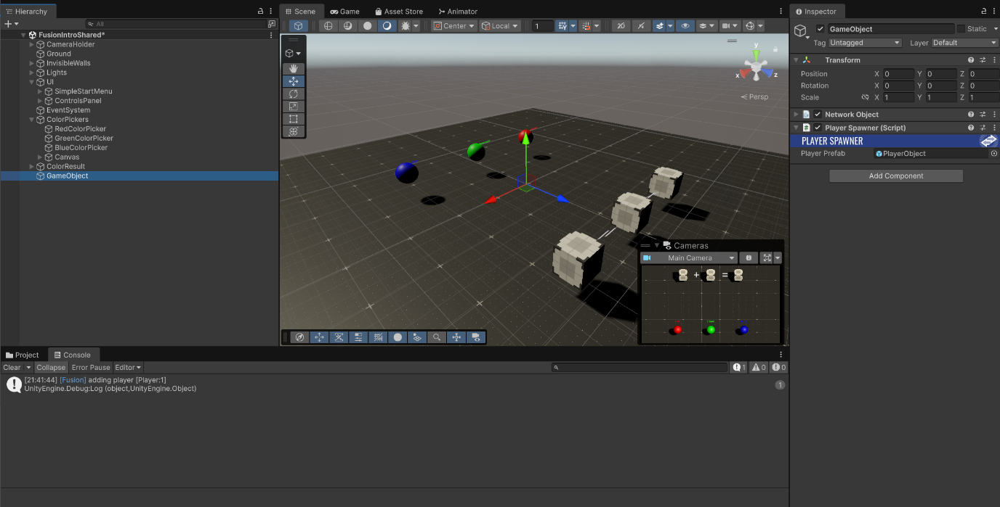 Hierarchy
All
FusionIntroShared*
CameraHolder
Ground
InvisibleWalls
Lights
UI
SimpleStartMenu
ControlsPanel
EventSystem
ColorPickers
RedColorPicker
GreenColorPicker
BlueColorPicker
Canvas
ColorResult
GameObject
Scene Game Asset Store Animator
Center Local 1 2D
y
x z
Persp
Cameras
Main Camera
+ =
Inspector
GameObject Static
Tag Untagged Layer Default
Transform
Position X 0 Y 0 Z 0
Rotation X 0 Y 0 Z 0
Scale X 1 Y 1 Z 1
Network Object
Player Spawner (Script)
PLAYER SPAWNER
Player Prefab PlayerObject
Add Component
Project Console
Clear Collapse Error Pause Editor 1 0 0
[21:41:44] [Fusion] adding player [Player:1]
UnityEngine.Debug:Log (object,UnityEngine.Object)
1